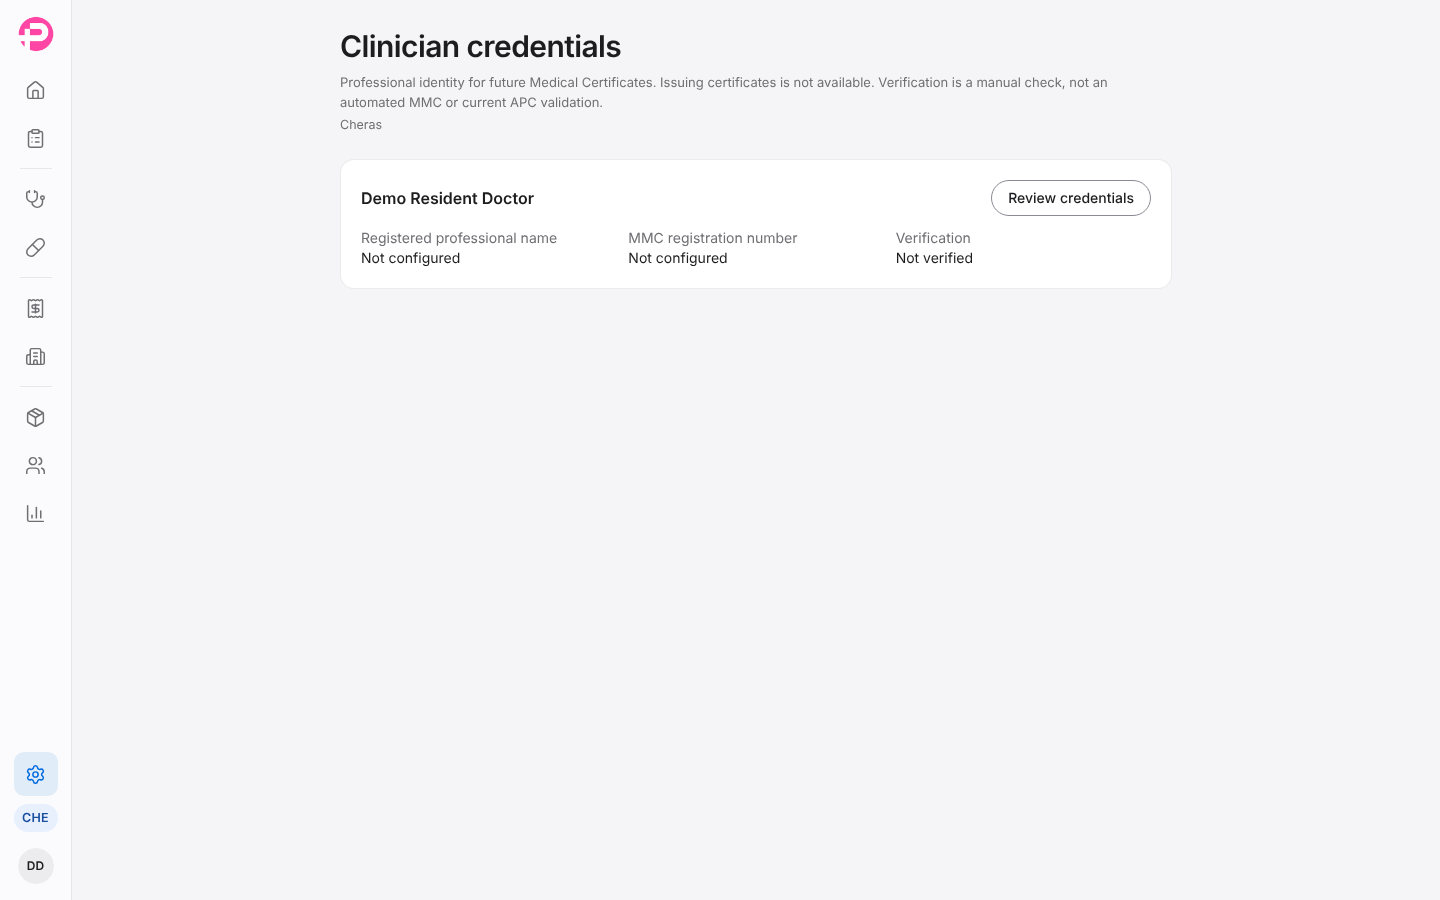 Clinician credentials
Professional identity for future Medical Certificates. Issuing certificates is not available. Verification is a manual check, not an
automated MMC or current APC validation.
Cheras
Demo Resident Doctor
Review credentials
Registered professional name
MMC registration number
Verification
Not configured
Not configured
Not verified
CHE
DD